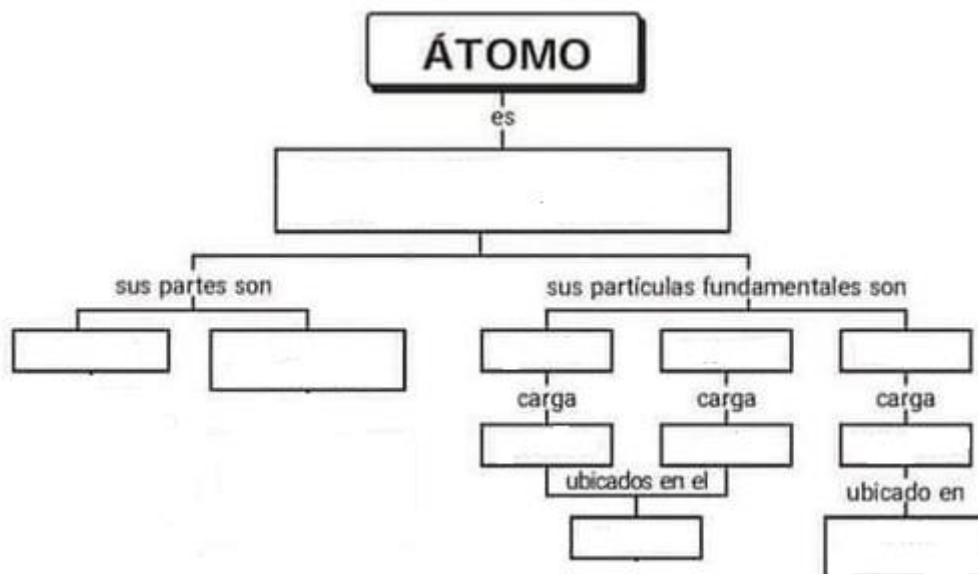 ÁTOMO
es
sus partes son
sus partículas fundamentales son
carga
carga
carga
ubicados en el
ubicado en